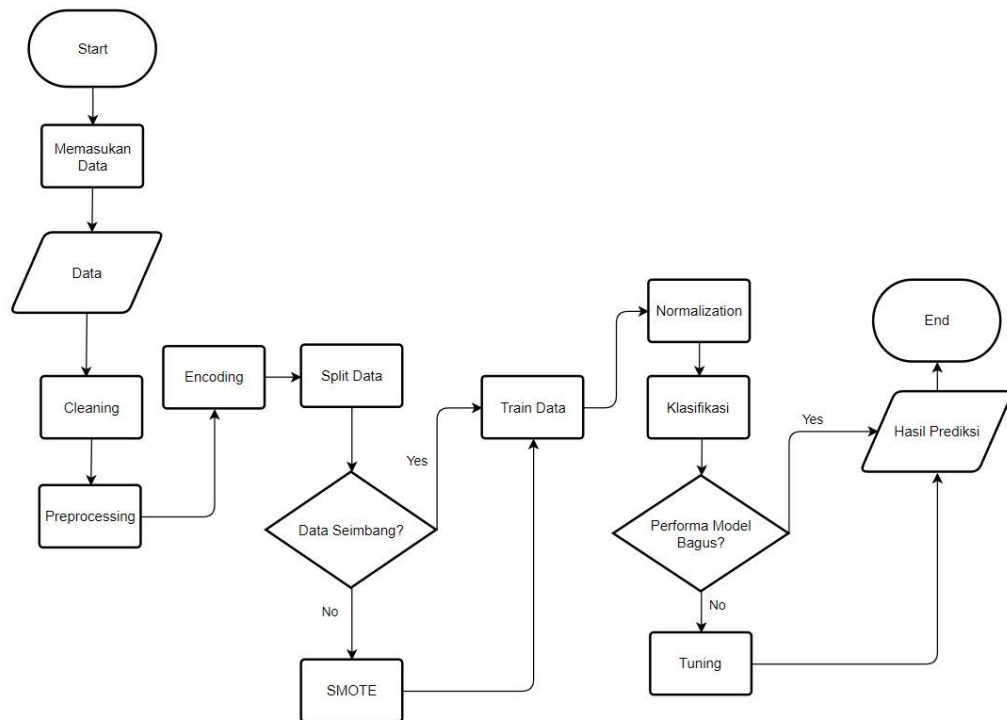 Start
Memasukan
Data
Data
Cleaning
Preprocessing
Encoding
Split Data
Data Seimbang?
Yes
No
SMOTE
Train Data
Normalization
Klasifikasi
Performa Model
Bagus?
Yes
No
Tuning
Hasil Prediksi
End